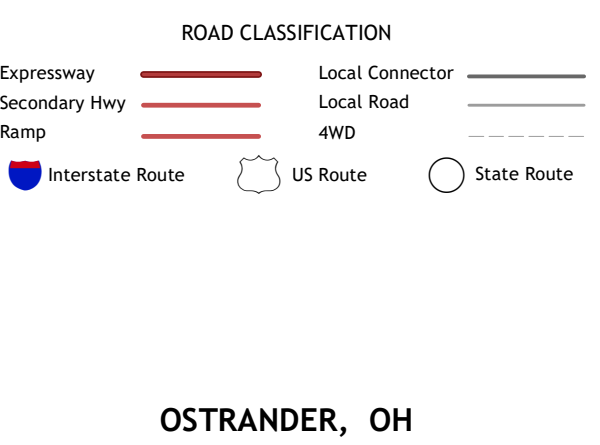 ROAD CLASSIFICATION
Expressway Local Connector
Secondary Hwy Local Road
Ramp 4WD
Interstate Route US Route State Route
OSTRANDER, OH